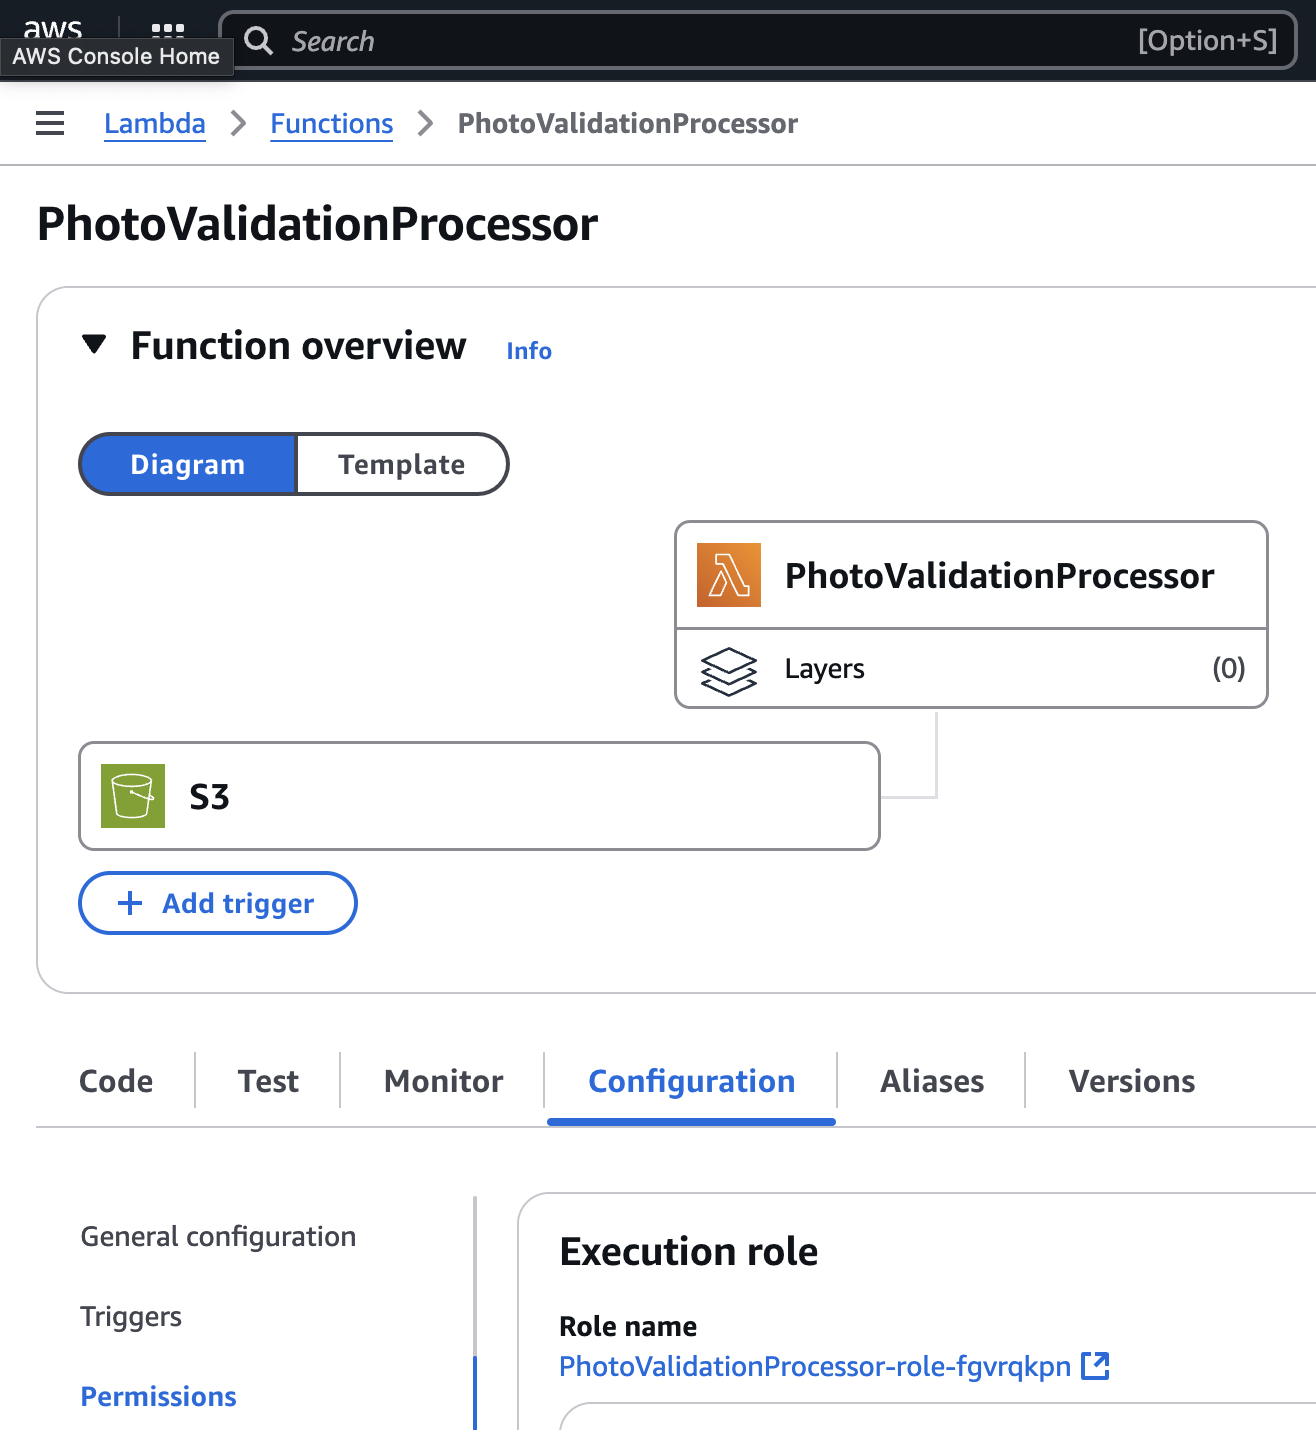 aws
AWS Console Home
Search
[Option+S]
Lambda > Functions > PhotoValidationProcessor
PhotoValidationProcessor
Function overview Info
Diagram Template
PhotoValidationProcessor
Layers (0)
S3
+ Add trigger
Code Test Monitor Configuration Aliases Versions
General configuration
Triggers
Permissions
Execution role
Role name
PhotoValidationProcessor-role-fgvrqkpn